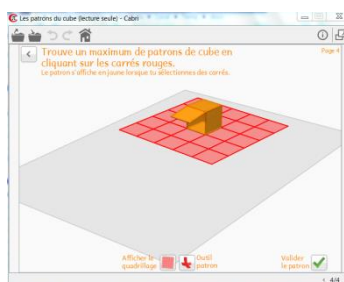 Les patrons du cube (lecture seule) - Cabri
Trouve un maximum de patrons de cube en
cliquant sur les carrés rouges.
Le patron s'affiche en jaune lorsque tu sélectionnes des carrés.
Page 4
Afficher le
quadrillage
Outil
patron
Valider
le patron
4/4